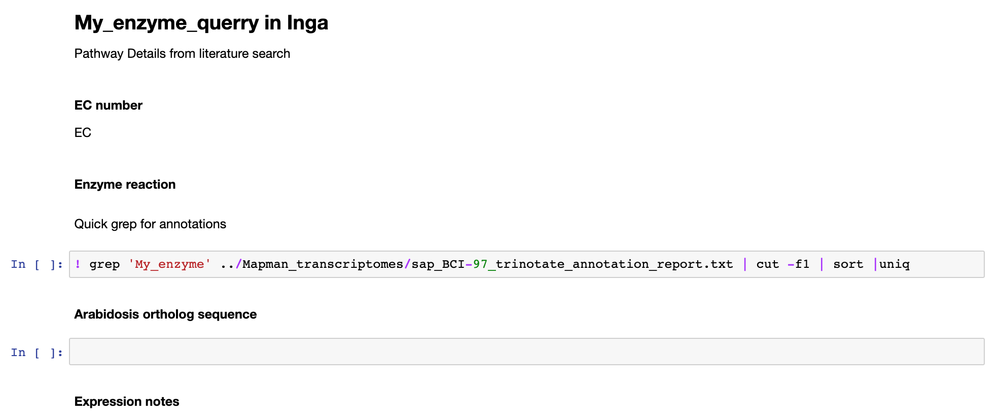 My_enzyme_querry in Inga
Pathway Details from literature search
EC number
EC
Enzyme reaction
Quick grep for annotations
In [ ]: ! grep 'My_enzyme' ../Mapman_transcriptomes/sap_BCI-97_trinotate_annotation_report.txt | cut -f1 | sort |uniq
Arabidosis ortholog sequence
In [ ]:
Expression notes